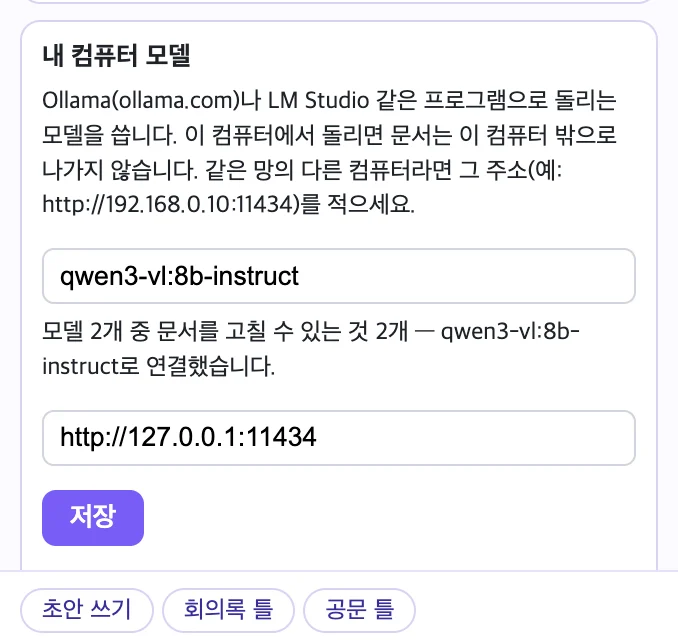 내 컴퓨터 모델
Ollama(ollama.com)나 LM Studio 같은 프로그램으로 돌리는
모델을 씁니다. 이 컴퓨터에서 돌리면 문서는 이 컴퓨터 밖으로
나가지 않습니다. 같은 망의 다른 컴퓨터라면 그 주소(예:
http://192.168.0.10:11434)를 적으세요.
qwen3-vl:8b-instruct
모델 2개 중 문서를 고칠 수 있는 것 2개 — qwen3-vl:8b-
instruct로 연결했습니다.
http://127.0.0.1:11434
저장
초안 쓰기
회의록 틀
공문 틀